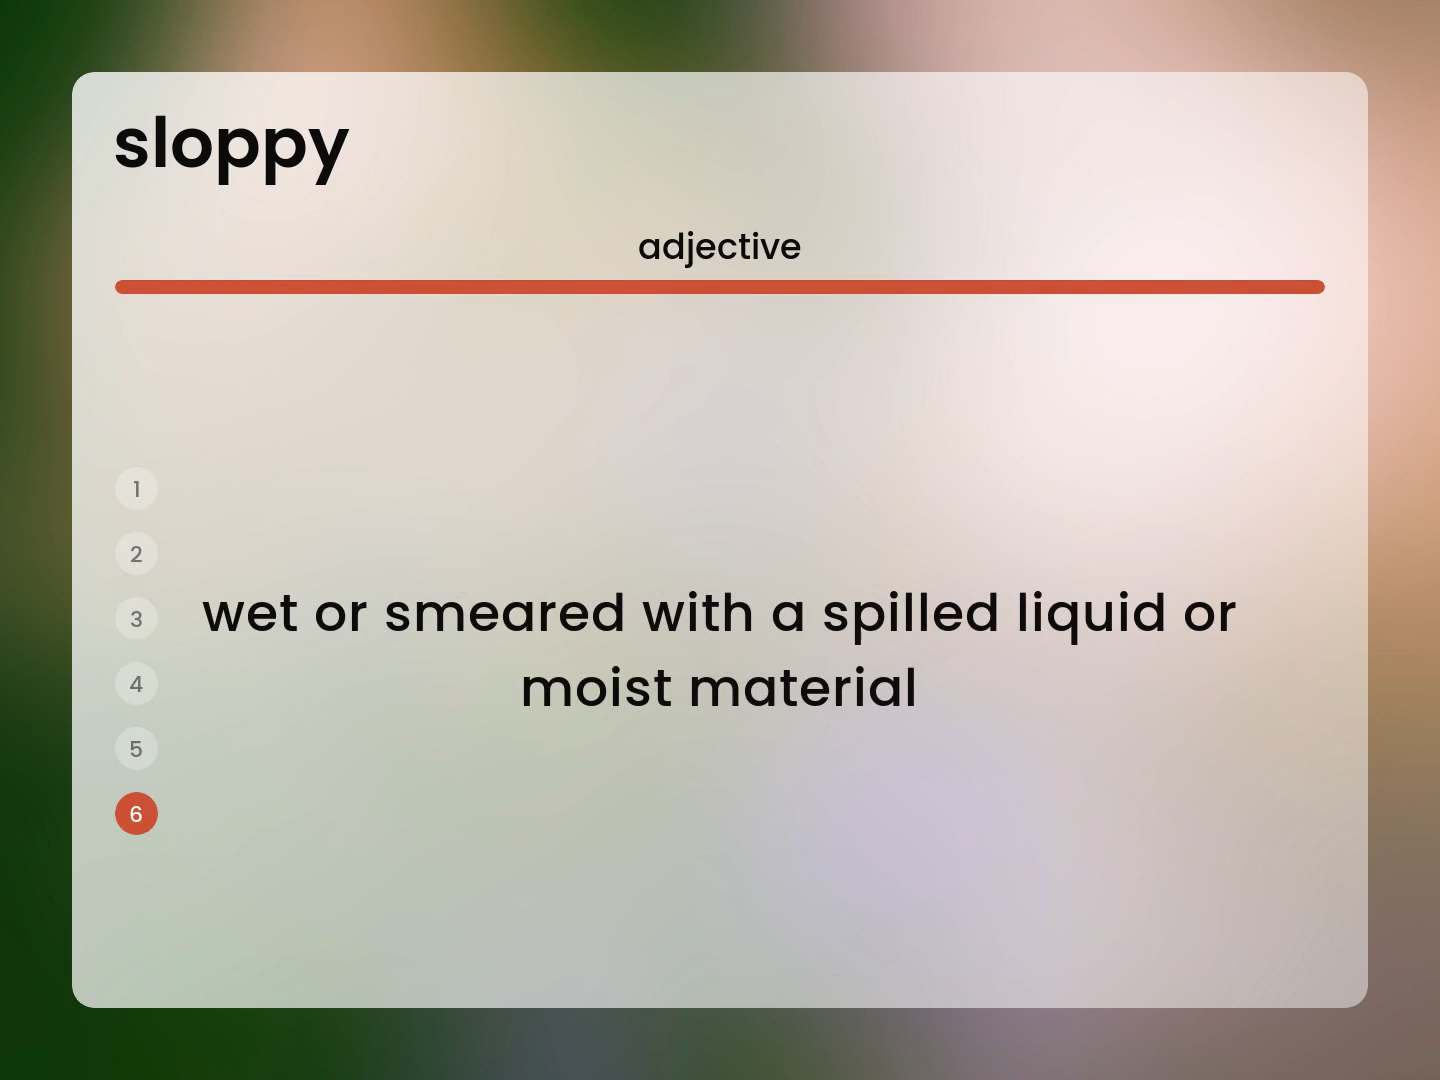 sloppy
adjective
1
2
3
wet or smeared with a spilled liquid or
moist material
4
5
6